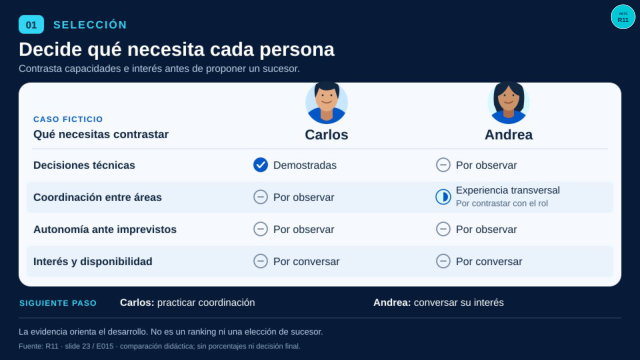 01 SELECCIÓN
R11
Decide qué necesita cada persona
Contrasta capacidades e interés antes de proponer un sucesor.
CASO FICTICIO
Qué necesitas contrastar
Carlos
Andrea
Decisiones técnicas
Demostradas
Por observar
Coordinación entre áreas
Por observar
Experiencia transversal
Por contrastar con el rol
Autonomía ante imprevistos
Por observar
Por observar
Interés y disponibilidad
Por conversar
Por conversar
SIGUIENTE PASO
Carlos: practicar coordinación
Andrea: conversar su interés
La evidencia orienta el desarrollo. No es un ranking ni una elección de sucesor.
Fuente: R11 · slide 23 / E015 · comparación didáctica; sin porcentajes ni decisión final.